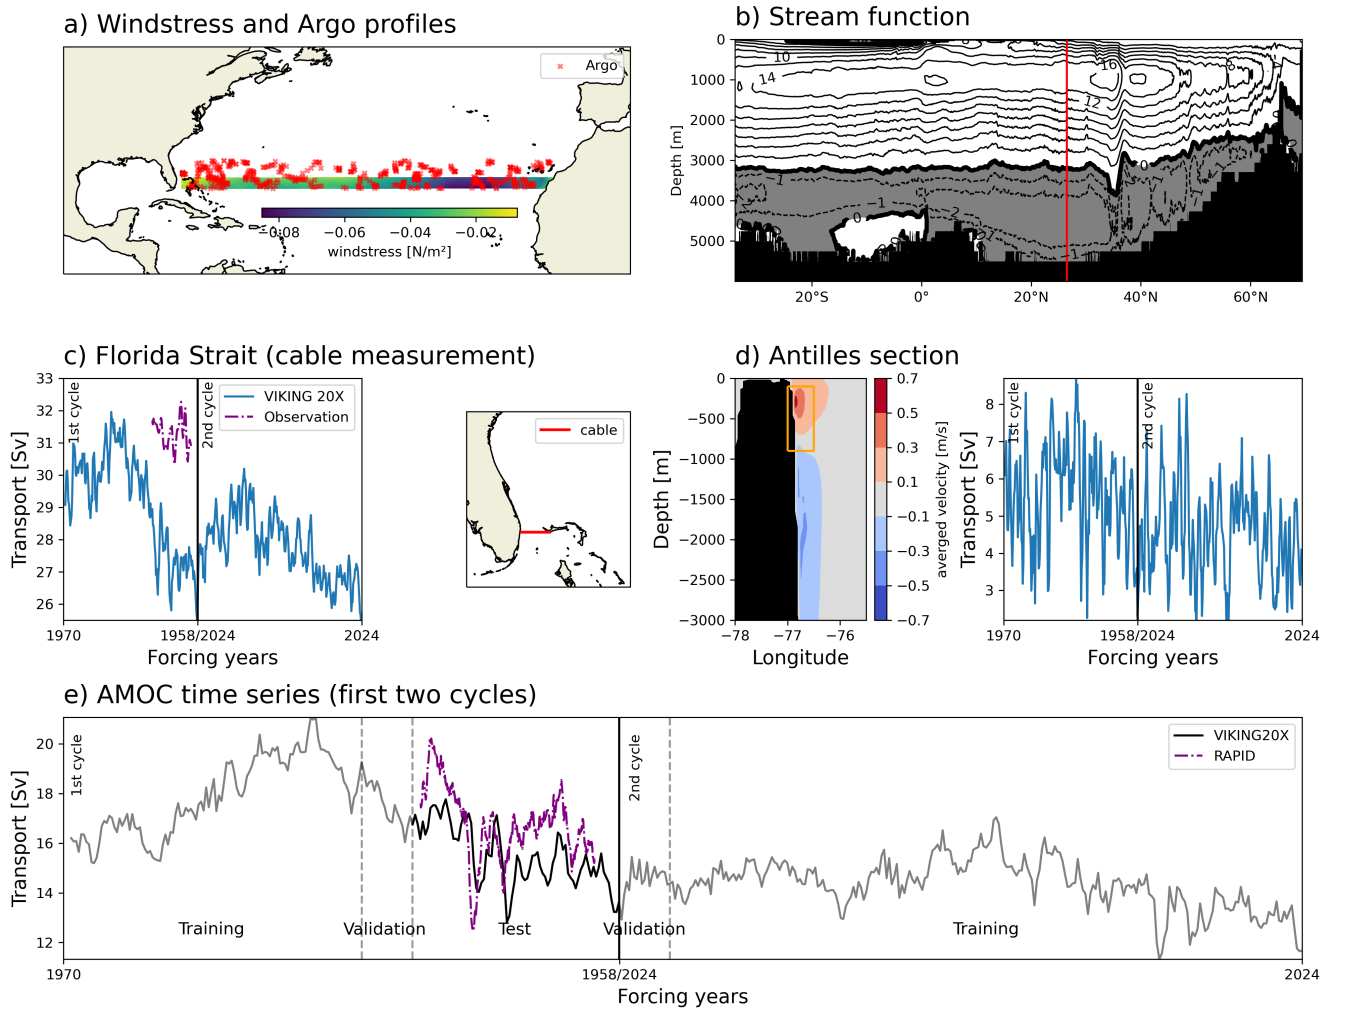 a) Windstress and Argo profiles
Argo
−0.08 −0.06 −0.04 −0.02
windstress [N/m²]
b) Stream function
0
1000
2000
3000
4000
5000
Depth [m]
10
14
16
12
8
0
−1
0
−2
−1
20°S 0° 20°N 40°N 60°N
c) Florida Strait (cable measurement)
33
32
31
30
29
28
27
26
Transport [Sv]
1st cycle
2nd cycle
VIKING 20X
Observation
1970 1958/2024 2024
Forcing years
cable
d) Antilles section
0
−500
−1000
−1500
−2000
−2500
−3000
Depth [m]
−78 −77 −76
Longitude
0.7
0.5
0.3
0.1
−0.1
−0.3
−0.5
−0.7
averged velocity [m/s]
8
7
6
5
4
3
Transport [Sv]
1st cycle
2nd cycle
1970 1958/2024 2024
Forcing years
e) AMOC time series (first two cycles)
20
18
16
14
12
Transport [Sv]
1st cycle
2nd cycle
VIKING20X
RAPID
Training Validation Test Validation Training
1970 1958/2024 2024
Forcing years